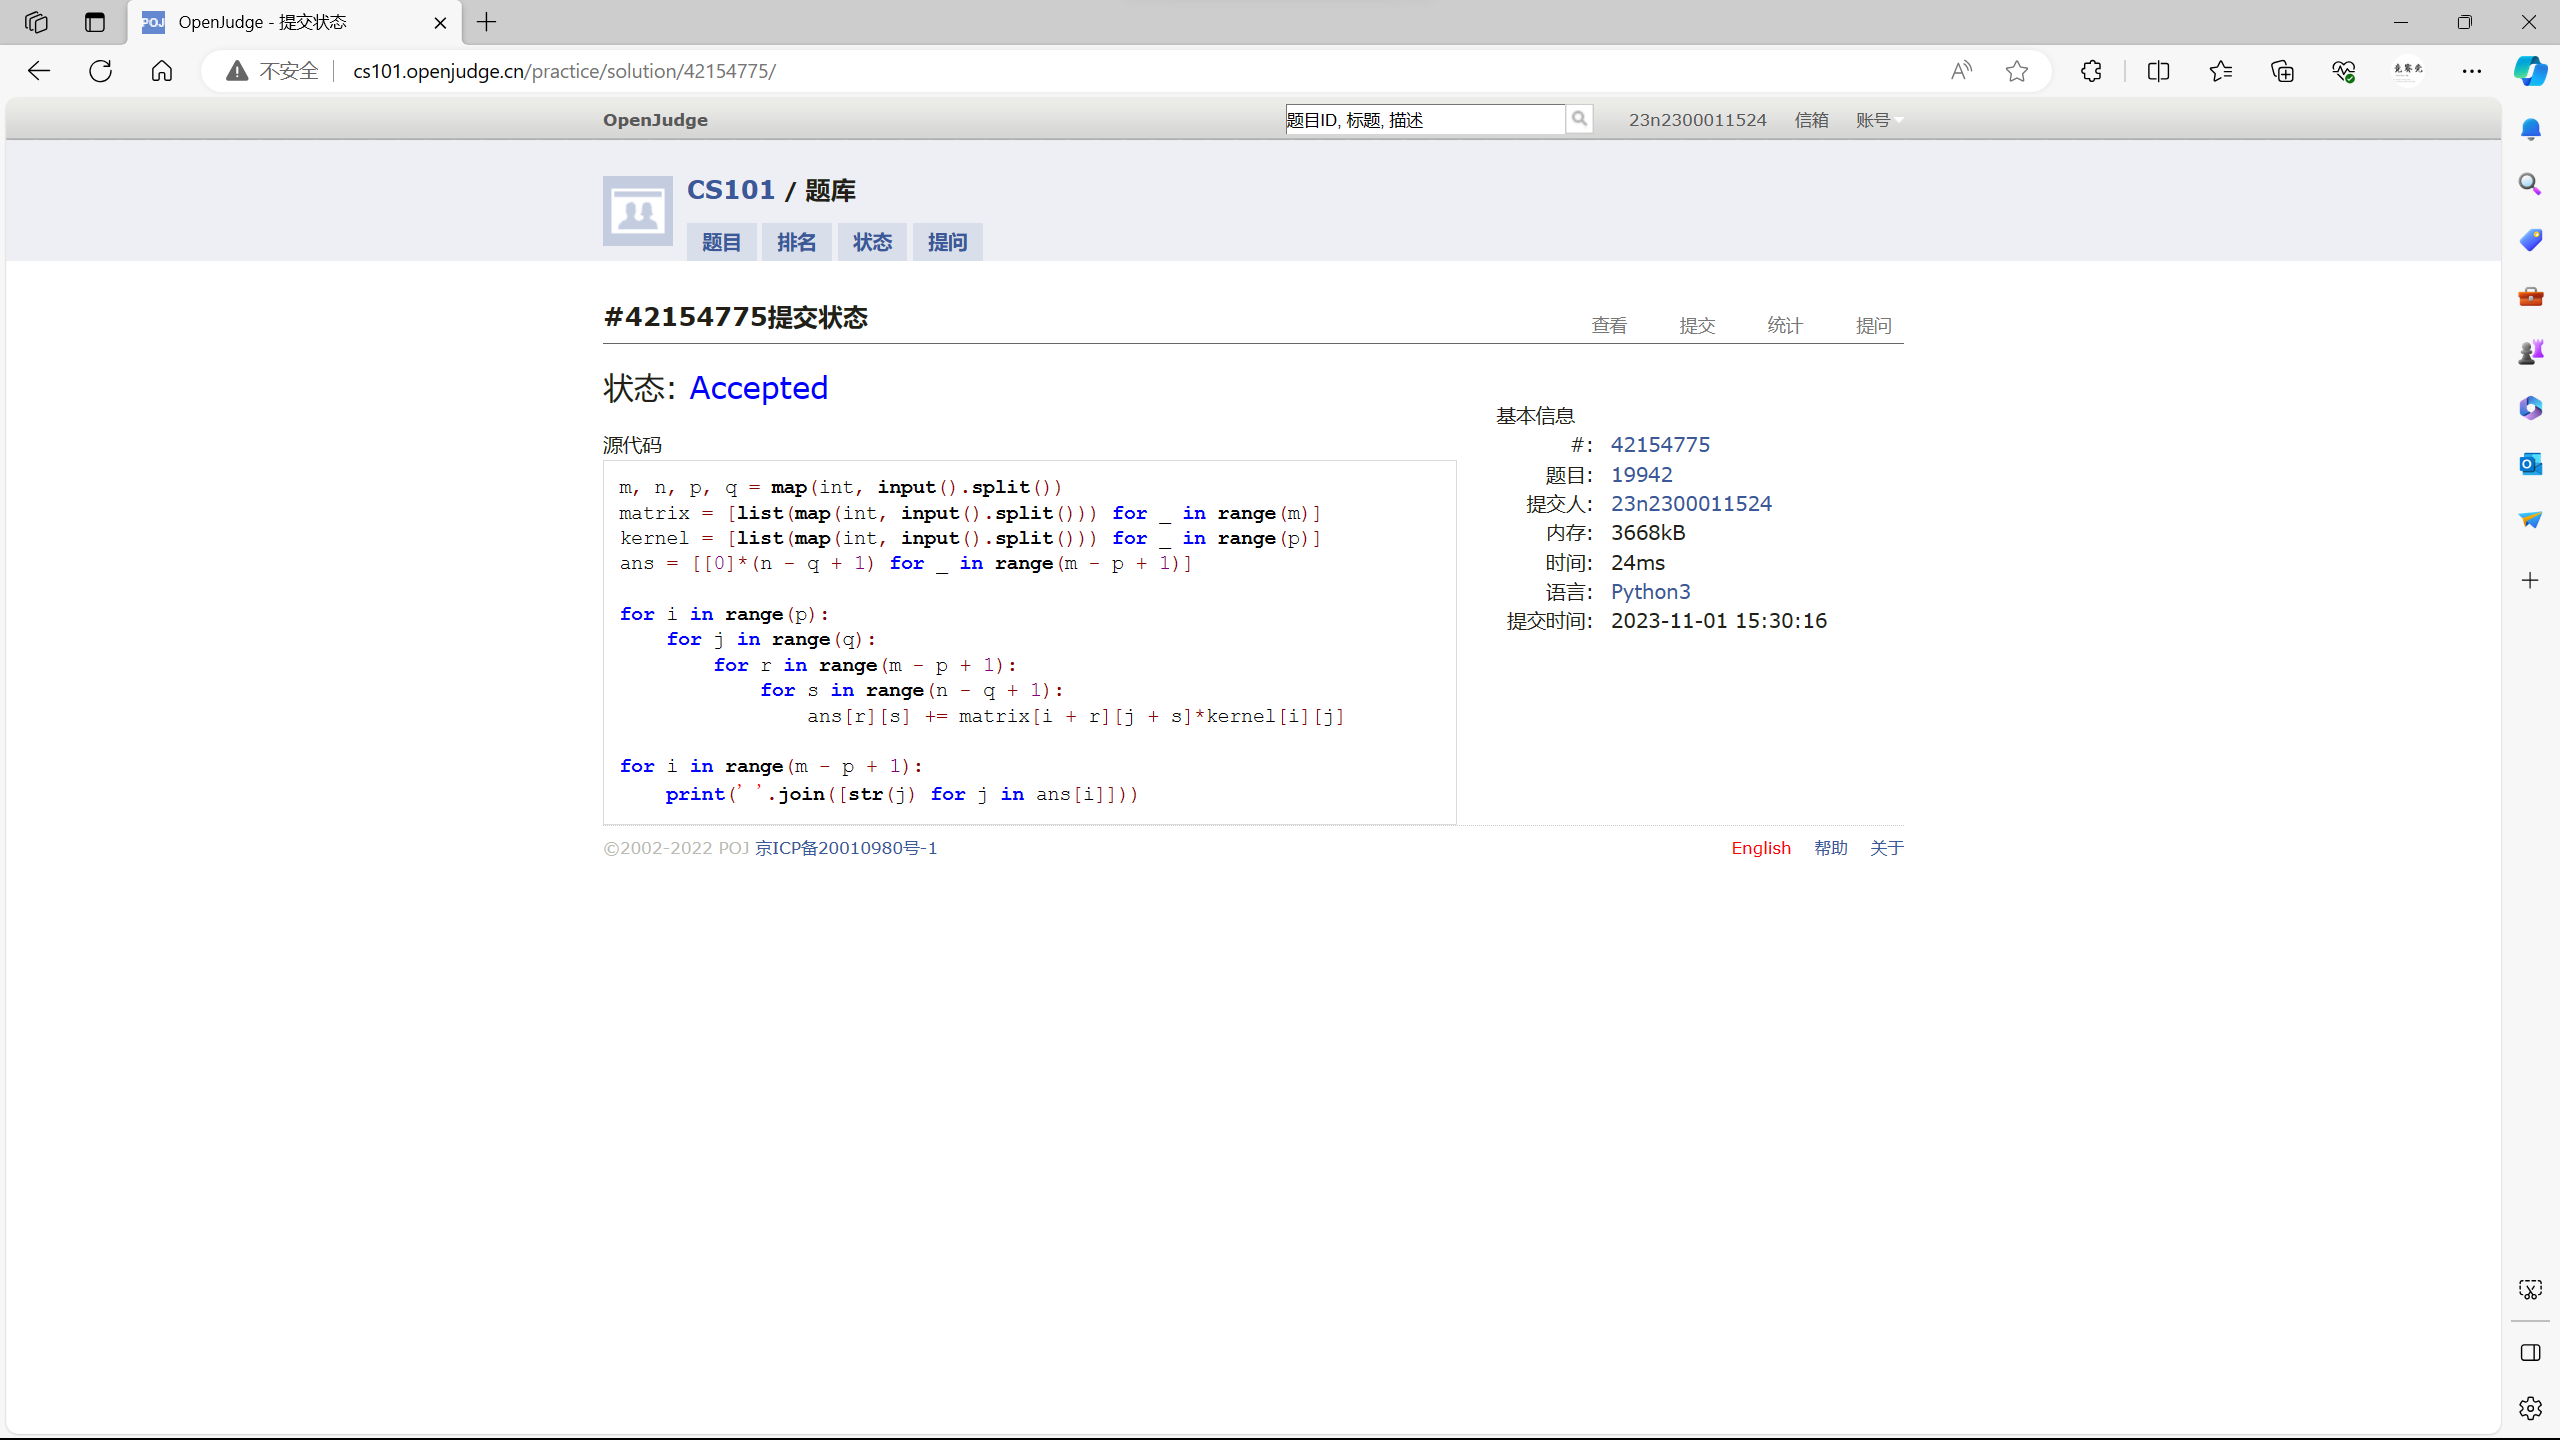 OpenJudge - 提交状态
不安全
cs101.openjudge.cn/practice/solution/42154775/
OpenJudge
题目ID, 标题, 描述
23n2300011524 信箱 账号
CS101 / 题库
题目 排名 状态 提问
#42154775提交状态
查看 提交 统计 提问
状态: Accepted
源代码
m, n, p, q = map(int, input().split())
matrix = [list(map(int, input().split())) for _ in range(m)]
kernel = [list(map(int, input().split())) for _ in range(p)]
ans = [[0]*(n - q + 1) for _ in range(m - p + 1)]
for i in range(p):
    for j in range(q):
        for r in range(m - p + 1):
            for s in range(n - q + 1):
                ans[r][s] += matrix[i + r][j + s]*kernel[i][j]
for i in range(m - p + 1):
    print(' '.join([str(j) for j in ans[i]]))
基本信息
#: 42154775
题目: 19942
提交人: 23n2300011524
内存: 3668kB
时间: 24ms
语言: Python3
提交时间: 2023-11-01 15:30:16
©2002-2022 POJ 京ICP备20010980号-1
English 帮助 关于